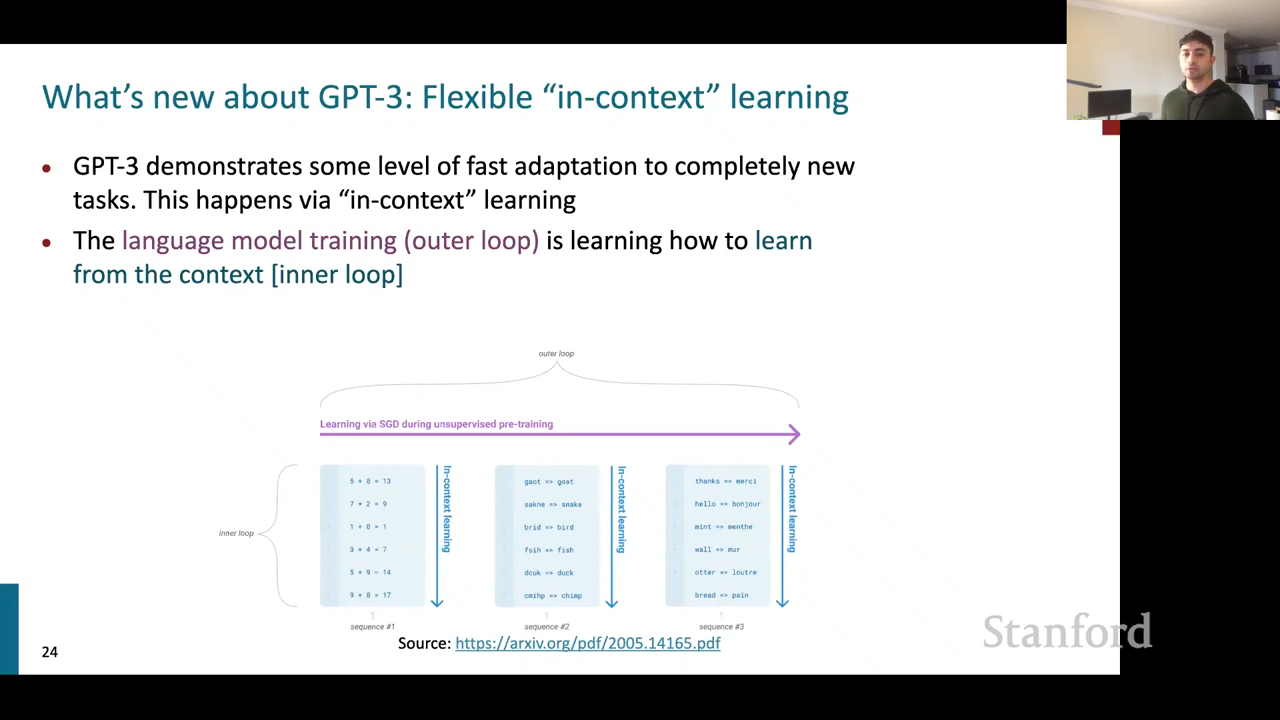 What's new about GPT-3: Flexible “in-context” learning
• GPT-3 demonstrates some level of fast adaptation to completely new
tasks. This happens via “in-context” learning
• The language model training (outer loop) is learning how to learn
from the context [inner loop]
outer loop
Learning via SGD during unsupervised pre-training
inner loop
5 + 8 = 13
7 + 2 = 9
1 + 0 = 1
3 + 4 = 7
5 + 9 = 14
9 + 8 = 17
In-context learning
sequence #1
gaot => goat
sakne => snake
brid => bird
fsih => fish
dcuk => duck
cmihp => chimp
In-context learning
sequence #2
thanks => merci
hello => bonjour
mint => menthe
wall => mur
otter => loutre
bread => pain
In-context learning
sequence #3
Source: https://arxiv.org/pdf/2005.14165.pdf
24
Stanford